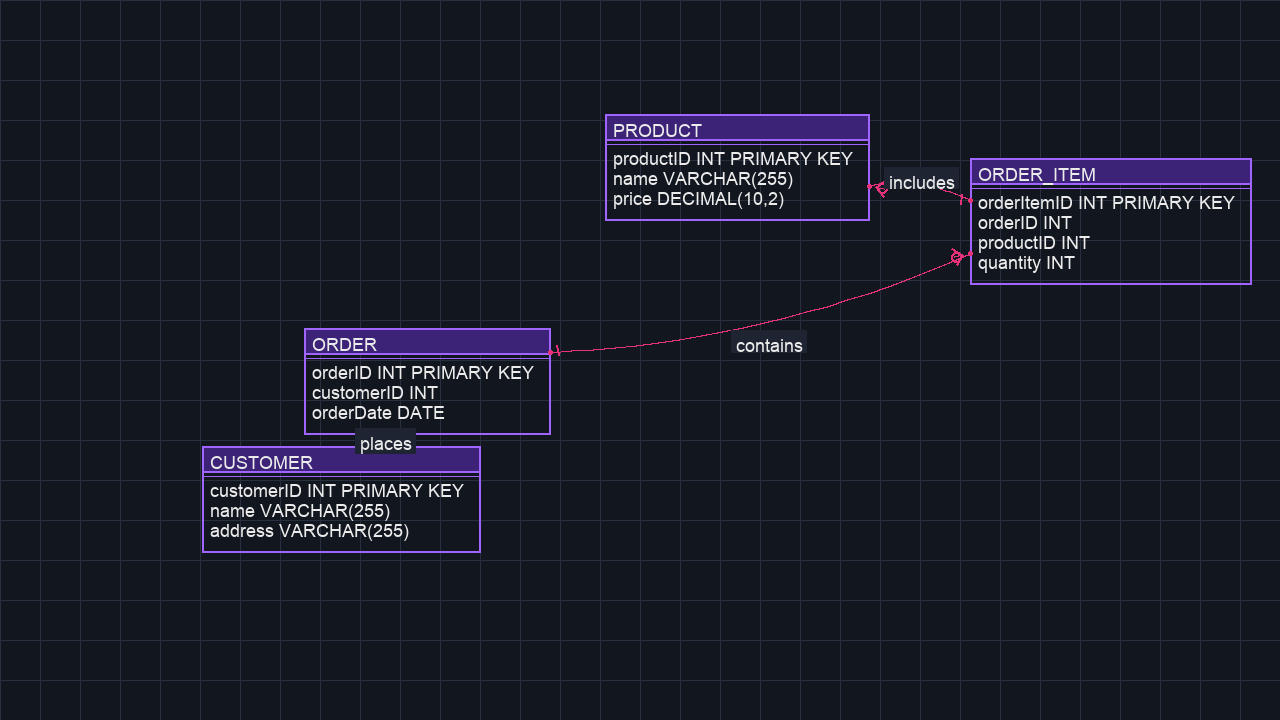 PRODUCT
productID INT PRIMARY KEY
name VARCHAR(255)
price DECIMAL(10,2)
includes
ORDER_ITEM
orderItemID INT PRIMARY KEY
orderID INT
productID INT
quantity INT
contains
ORDER
orderID INT PRIMARY KEY
customerID INT
orderDate DATE
places
CUSTOMER
customerID INT PRIMARY KEY
name VARCHAR(255)
address VARCHAR(255)